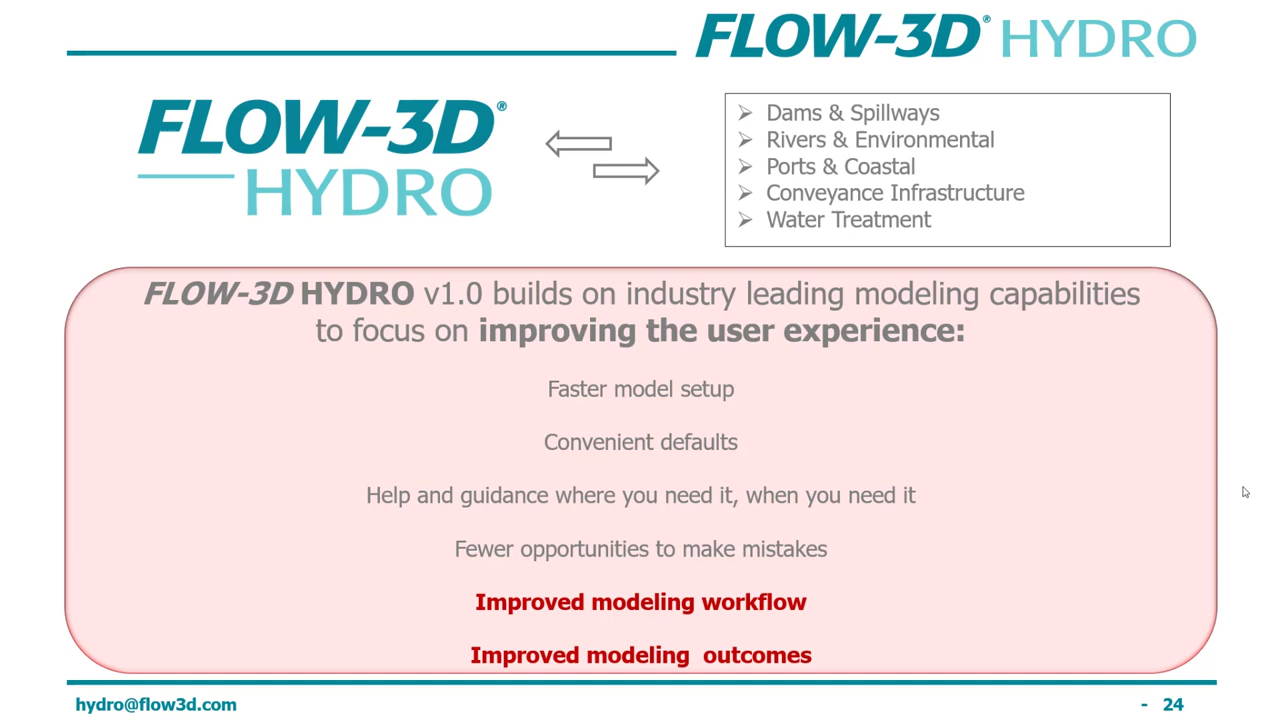 FLOW-3D® HYDRO
FLOW-3D®
HYDRO
➢ Dams & Spillways
➢ Rivers & Environmental
➢ Ports & Coastal
➢ Conveyance Infrastructure
➢ Water Treatment
FLOW-3D HYDRO v1.0 builds on industry leading modeling capabilities
to focus on improving the user experience:
Faster model setup
Convenient defaults
Help and guidance where you need it, when you need it
Fewer opportunities to make mistakes
Improved modeling workflow
Improved modeling  outcomes
hydro@flow3d.com
- 24